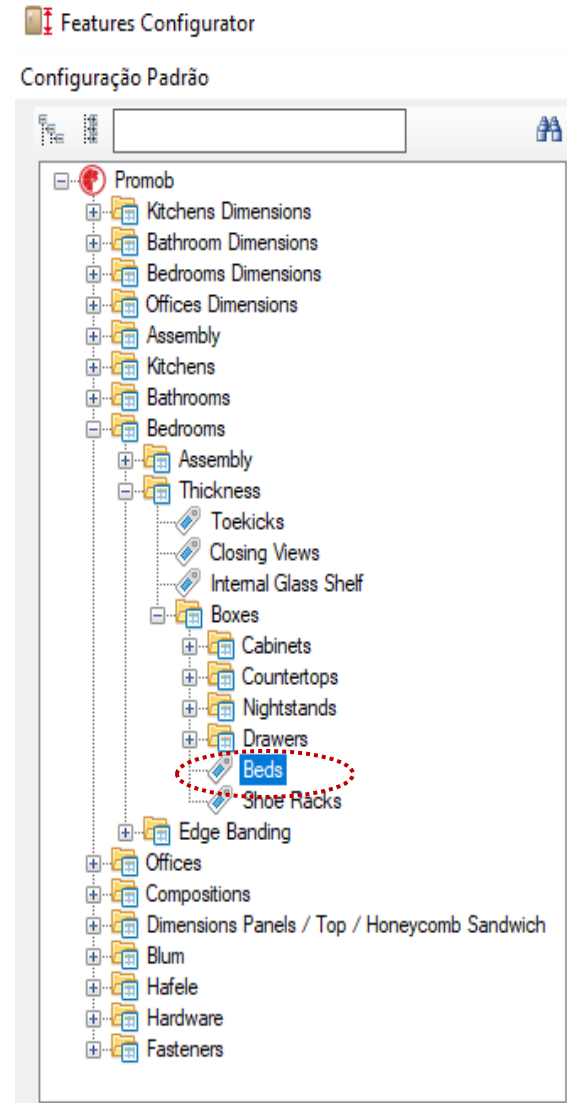 Features Configurator
Configuração Padrão
Promob
Kitchens Dimensions
Bathroom Dimensions
Bedrooms Dimensions
Offices Dimensions
Assembly
Kitchens
Bathrooms
Bedrooms
Assembly
Thickness
Toekicks
Closing Views
Internal Glass Shelf
Boxes
Cabinets
Countertops
Nightstands
Drawers
Beds
Shoe Racks
Edge Banding
Offices
Compositions
Dimensions Panels / Top / Honeycomb Sandwich
Blum
Hafele
Hardware
Fasteners